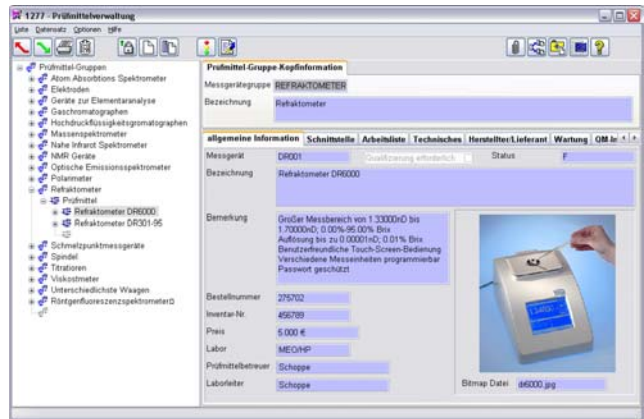 1277 - Prüfmittelverwaltung
Liste Datensatz Optionen Hilfe
Prüfmittel-Gruppen
Atom Absorbtions Spektrometer
Elektroden
Geräte zur Elementaranalyse
Gaschromatographen
Hochdruckflüssigkeitsgromatographen
Massenspektrometer
Nahe Infrarot Spektrometer
NMR Geräte
Optische Emissionsspektrometer
Polarimeter
Refraktometer
Prüfmittel
Refraktometer DR6000
Refraktometer DR301-95
Schmelzpunktmessgeräte
Spindel
Titrationen
Viskostmeter
Unterschiedlichste Waagen
Röntgenfluoreszenzspektrometer
Prüfmittel-Gruppe-Kopfinformation
Messgerätegruppe REFRAKTOMETER
Bezeichnung Refraktometer
allgemeine Information Schnittstelle Arbeitsliste Technisches Hersteller/Lieferant Wartung QM-In
Messgerät DR001 Qualifizierung erforderlich Status F
Bezeichnung Refraktometer DR6000
Bemerkung Großer Messbereich von 1.33000nD bis
1.70000nD; 0.00%-95.00% Brix
Auflösung bis zu 0.00001nD; 0.01% Brix
Benutzerfreundliche Touch-Screen-Bedienung
Verschiedene Messenheiten programmierbar
Passwort geschützt
Bestellnummer 275702
Inventar-Nr. 456789
Preis 5.000 €
Labor MEO/HP
Prüfmittelbetreuer Schoppe
Laborleiter Schoppe
Bitmap Datei dr6000.jpg